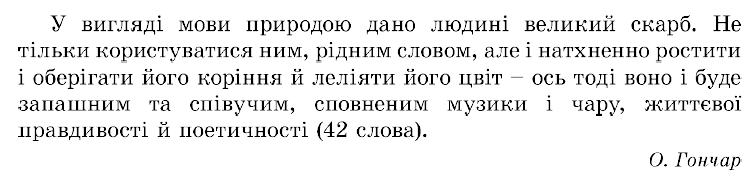 У вигляді мови природою дано людині великий скарб. Не
тільки користуватися ним, рідним словом, але і натхненно ростити
і оберігати його коріння й леліяти його цвіт – ось тоді воно і буде
запашним та співучим, сповненим музики і чару, життєвої
правдивості й поетичності (42 слова).
О. Гончар